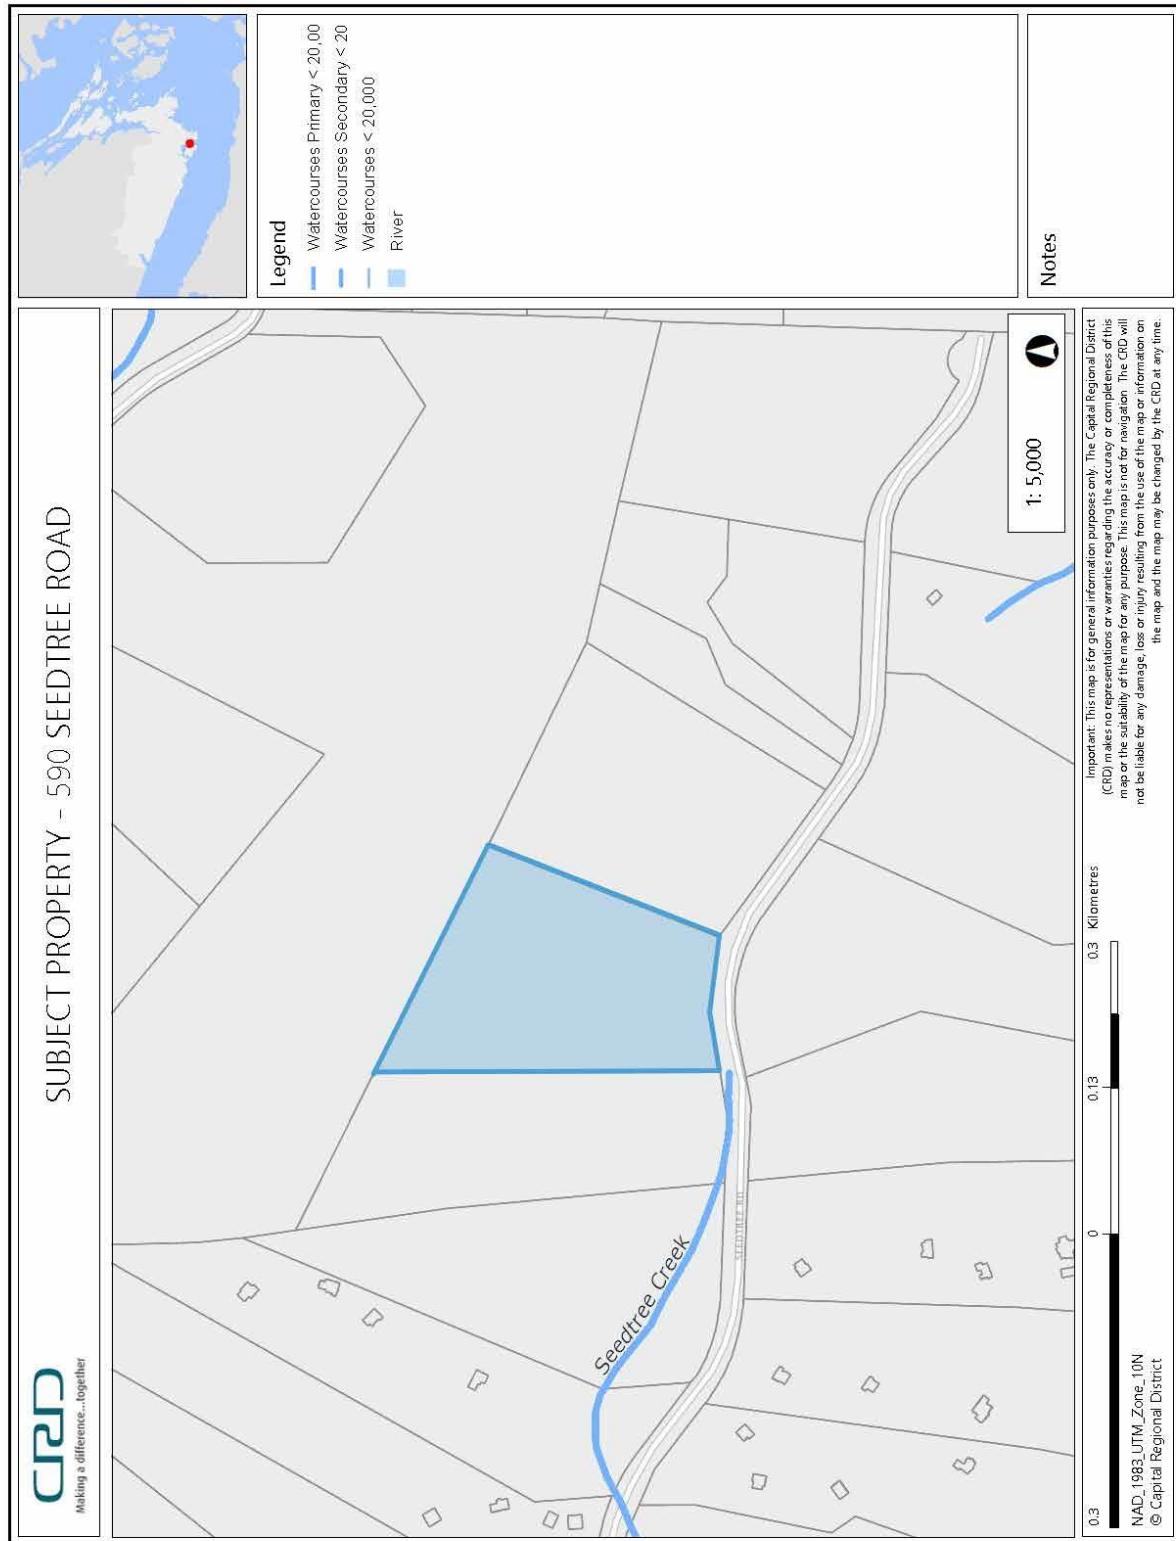 CRD
Making a difference...together
SUBJECT PROPERTY - 590 SEEDTREE ROAD
Seedtree Creek
SEEDTREE RD
1: 5,000
Legend
Watercourses Primary < 20,00
Watercourses Secondary < 20
Watercourses < 20,000
River
Notes
0.3
0
0.13
0.3
Kilometres
NAD_1983_UTM_Zone_10N
© Capital Regional District
Important: This map is for general information purposes only. The Capital Regional District
(CRD) makes no representations or warranties regarding the accuracy or completeness of this
map or the suitability of the map for any purpose. This map is not for navigation The CRD will
not be liable for any damage, loss or injury resulting from the use of the map or information on
the map and the map may be changed by the CRD at any time.